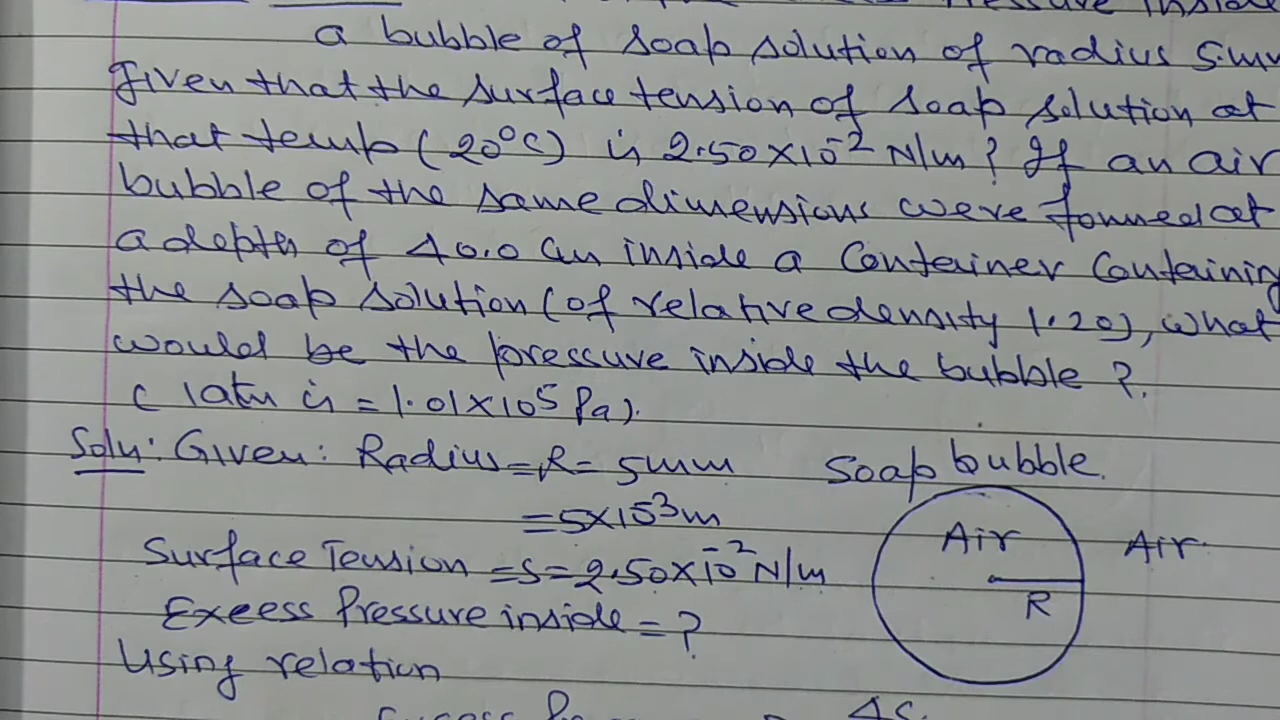 Pressure inside
a bubble of soap solution of radius 5mm
Given that the surface tension of soap solution at
that temp (20°C) is 2.50×10⁻² N/m? If an air
bubble of the same dimensions were formed at
a depth of 40.0 cm inside a container containing
the soap solution (of relative density 1.20), what
would be the pressure inside the bubble ?.
( 1atm is = 1.01×10⁵ Pa).
Soln: Given: Radius = R = 5mm
= 5×10⁻³m
Surface Tension = S = 2.50×10⁻² N/m
Excess Pressure inside = ?
Using relation
Excess
4S
Soap bubble.
Air
Air
R